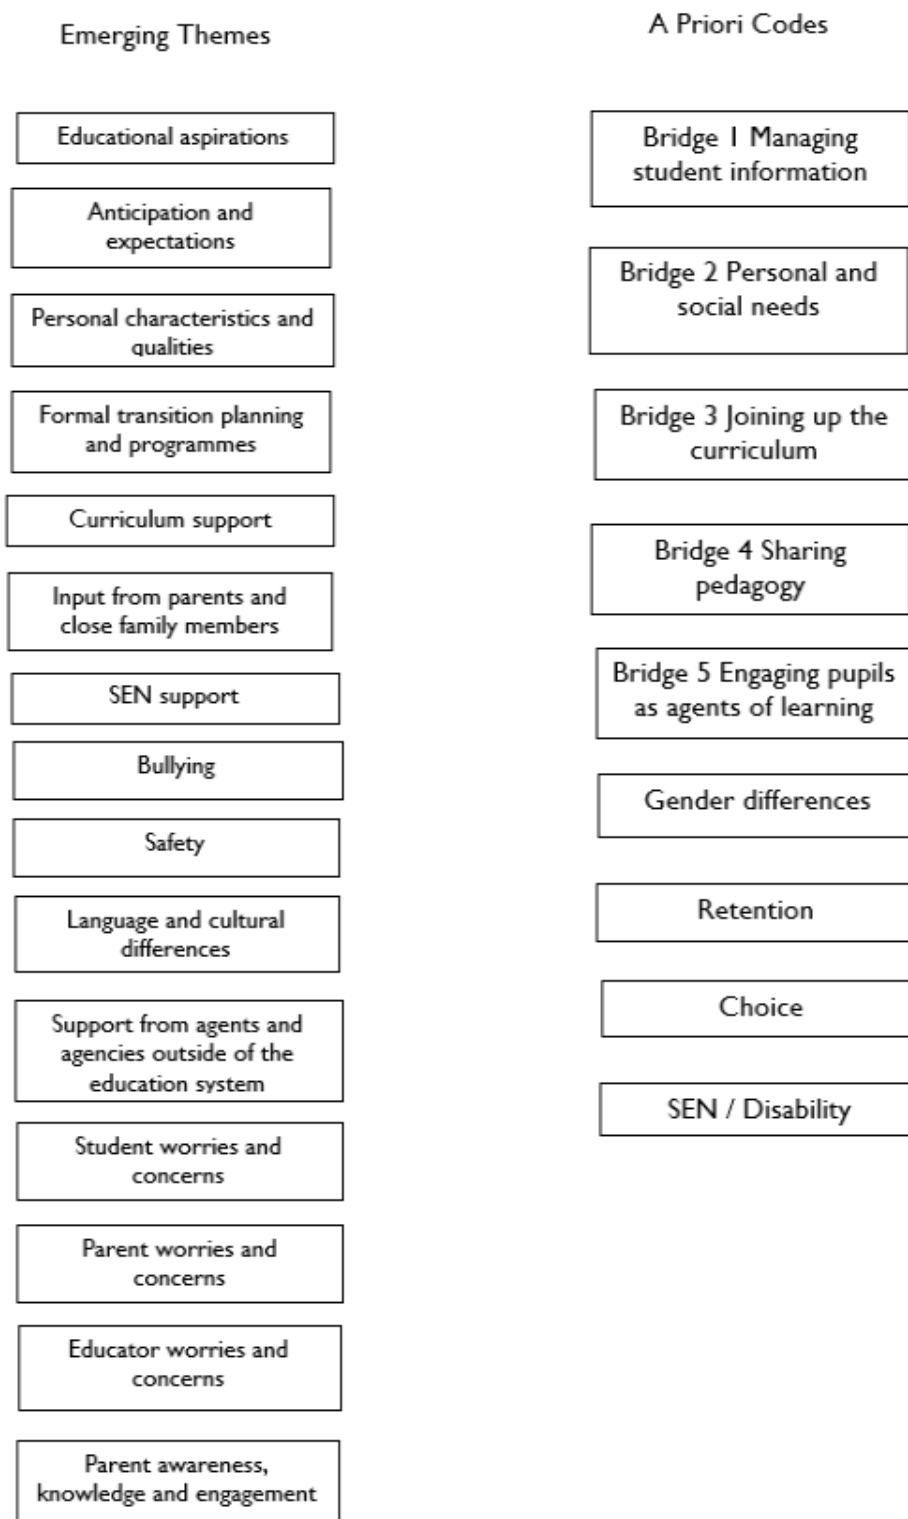 Emerging Themes
Educational aspirations
Anticipation and
expectations
Personal characteristics and
qualities
Formal transition planning
and programmes
Curriculum support
Input from parents and
close family members
SEN support
Bullying
Safety
Language and cultural
differences
Support from agents and
agencies outside of the
education system
Student worries and
concerns
Parent worries and
concerns
Educator worries and
concerns
Parent awareness,
knowledge and engagement
A Priori Codes
Bridge 1 Managing
student information
Bridge 2 Personal and
social needs
Bridge 3 Joining up the
curriculum
Bridge 4 Sharing
pedagogy
Bridge 5 Engaging pupils
as agents of learning
Gender differences
Retention
Choice
SEN / Disability